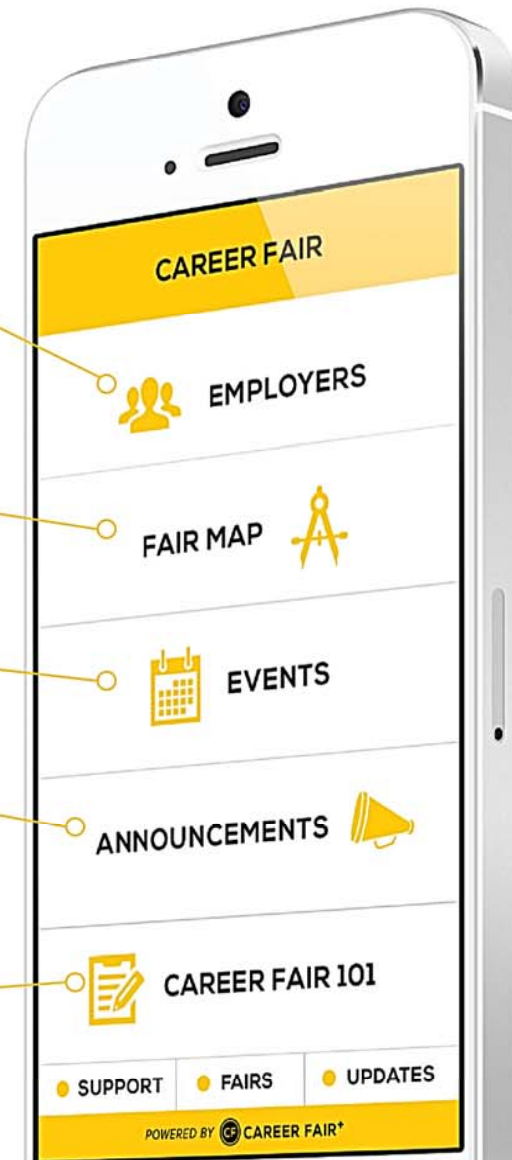 CAREER FAIR
EMPLOYERS
FAIR MAP
EVENTS
ANNOUNCEMENTS
CAREER FAIR 101
SUPPORT
FAIRS
UPDATES
POWERED BY CF CAREER FAIR+